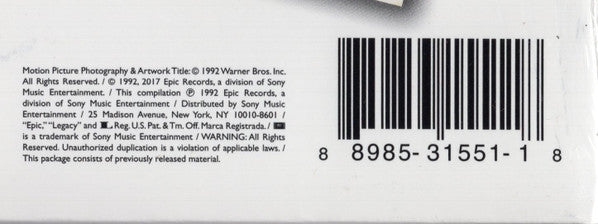 Motion Picture Photography & Artwork Title: © 1992 Warner Bros. Inc.
All Rights Reserved. / © 1992, 2017 Epic Records, a division of Sony
Music Entertainment. / This compilation ℗ 1992 Epic Records, a
division of Sony Music Entertainment / Distributed by Sony Music
Entertainment / 25 Madison Avenue, New York, NY 10010-8601 /
"Epic," "Legacy" and L Reg. U.S. Pat. & Tm. Off. Marca Registrada. /
is a trademark of Sony Music Entertainment / WARNING: All Rights
Reserved. Unauthorized duplication is a violation of applicable laws. /
This package consists of previously released material.
8 8985-31551-1 8